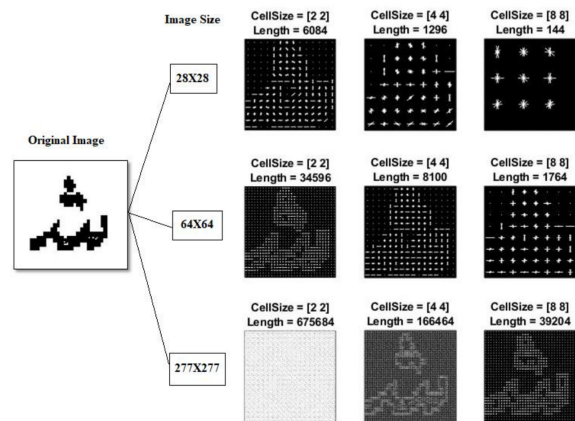 Image Size
CellSize = [2 2]
Length = 6084
CellSize = [4 4]
Length = 1296
CellSize = [8 8]
Length = 144
28X28
Original Image
CellSize = [2 2]
Length = 34596
CellSize = [4 4]
Length = 8100
CellSize = [8 8]
Length = 1764
64X64
CellSize = [2 2]
Length = 675684
CellSize = [4 4]
Length = 166464
CellSize = [8 8]
Length = 39204
277X277